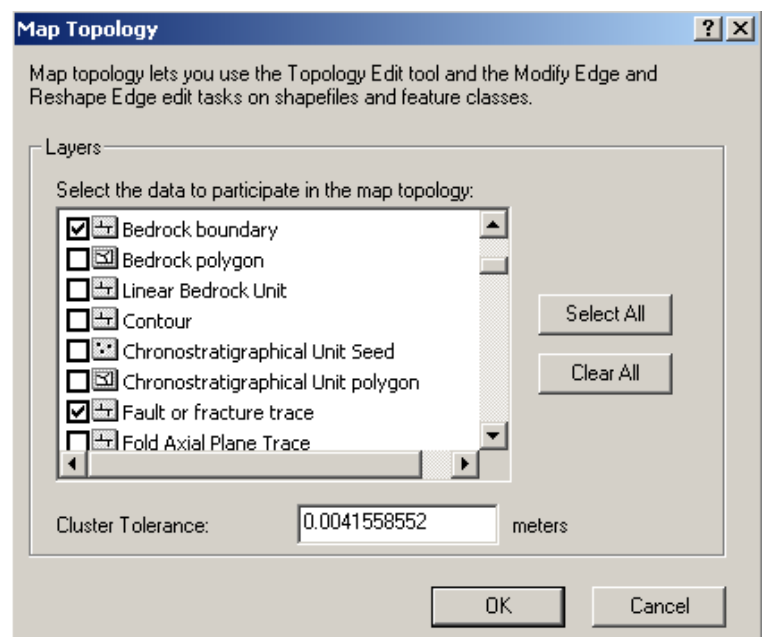 Map Topology
Map topology lets you use the Topology Edit tool and the Modify Edge and
Reshape Edge edit tasks on shapefiles and feature classes.
Layers
Select the data to participate in the map topology:
Bedrock boundary
Bedrock polygon
Linear Bedrock Unit
Contour
Chronostratigraphical Unit Seed
Chronostratigraphical Unit polygon
Fault or fracture trace
Fold Axial Plane Trace
Select All
Clear All
Cluster Tolerance: 0.0041558552 meters
OK Cancel